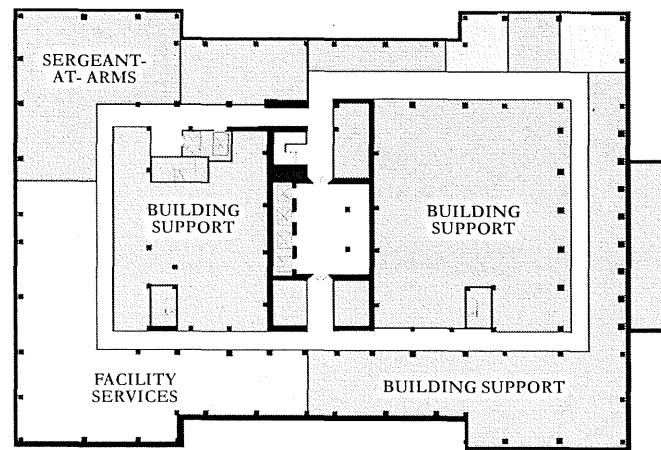 SERGEANT-
AT- ARMS
BUILDING
SUPPORT
BUILDING
SUPPORT
FACILITY
SERVICES
BUILDING SUPPORT